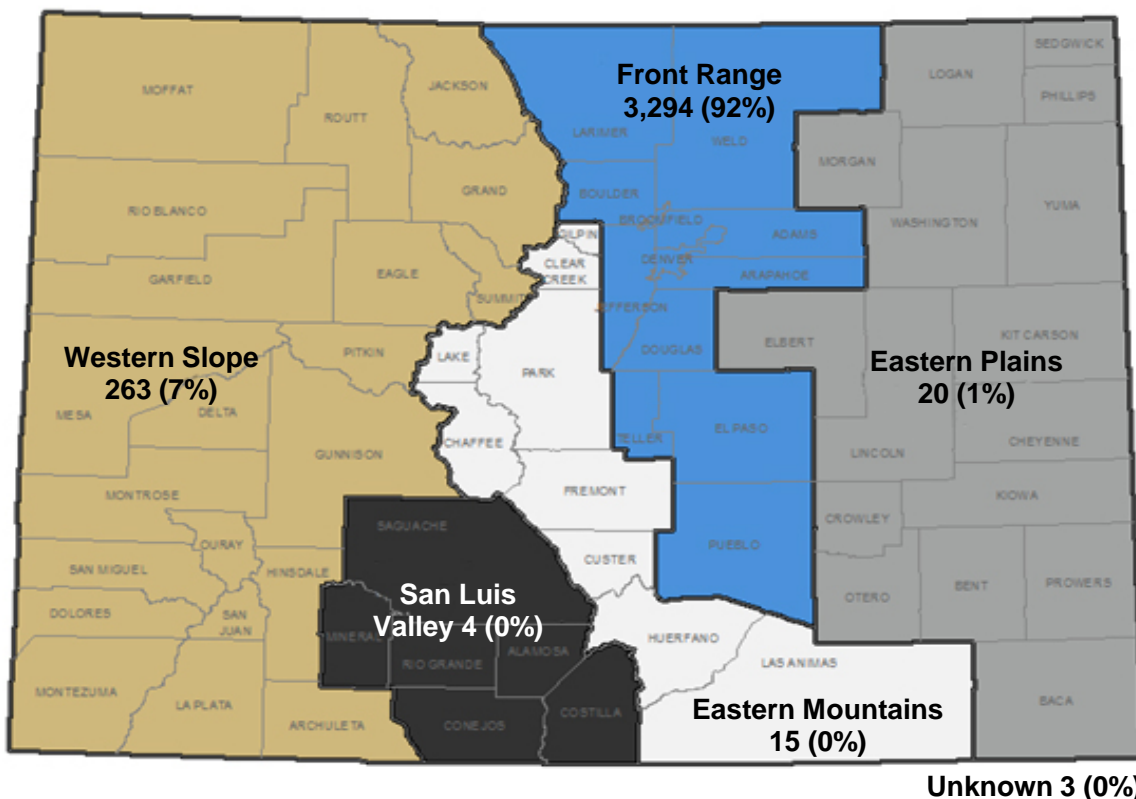 SEDGWICK
LOGAN
Front Range
3,294 (92%)
JACKSON
MOFFAT
PHILLIPS
ROUTT
LARIMER
WELD
MORGAN
GRAND
BOULDER
YUMA
RIO BLANCO
BROOMFIELD
WASHINGTON
GILPIN
ADAMS
CLEAR
CREEK
DENVER
EAGLE
ARAPAHOE
GARFIELD
SUMMIT
JEFFERSON
KIT CARSON
ELBERT
DOUGLAS
PITKIN
LAKE
Western Slope
263 (7%)
Eastern Plains
20 (1%)
PARK
MESA
DELTA
EL PASO
TELLER
CHAFFEE
CHEYENNE
GUNNISON
LINCOLN
MONTROSE
FREMONT
KIOWA
CROWLEY
SAGUACHE
OURAY
PUEBLO
CUSTER
SAN MIGUEL
HINSDALE
BENT
PROWERS
San Luis
Valley 4 (0%)
OTERO
DOLORES
SAN
JUAN
MINERAL
HUERFANO
ALAMOSA
RIO GRANDE
LAS ANIMAS
MONTEZUMA
LA PLATA
BACA
COSTILLA
ARCHULETA
CONEJOS
Eastern Mountains
15 (0%)
Unknown 3 (0%)